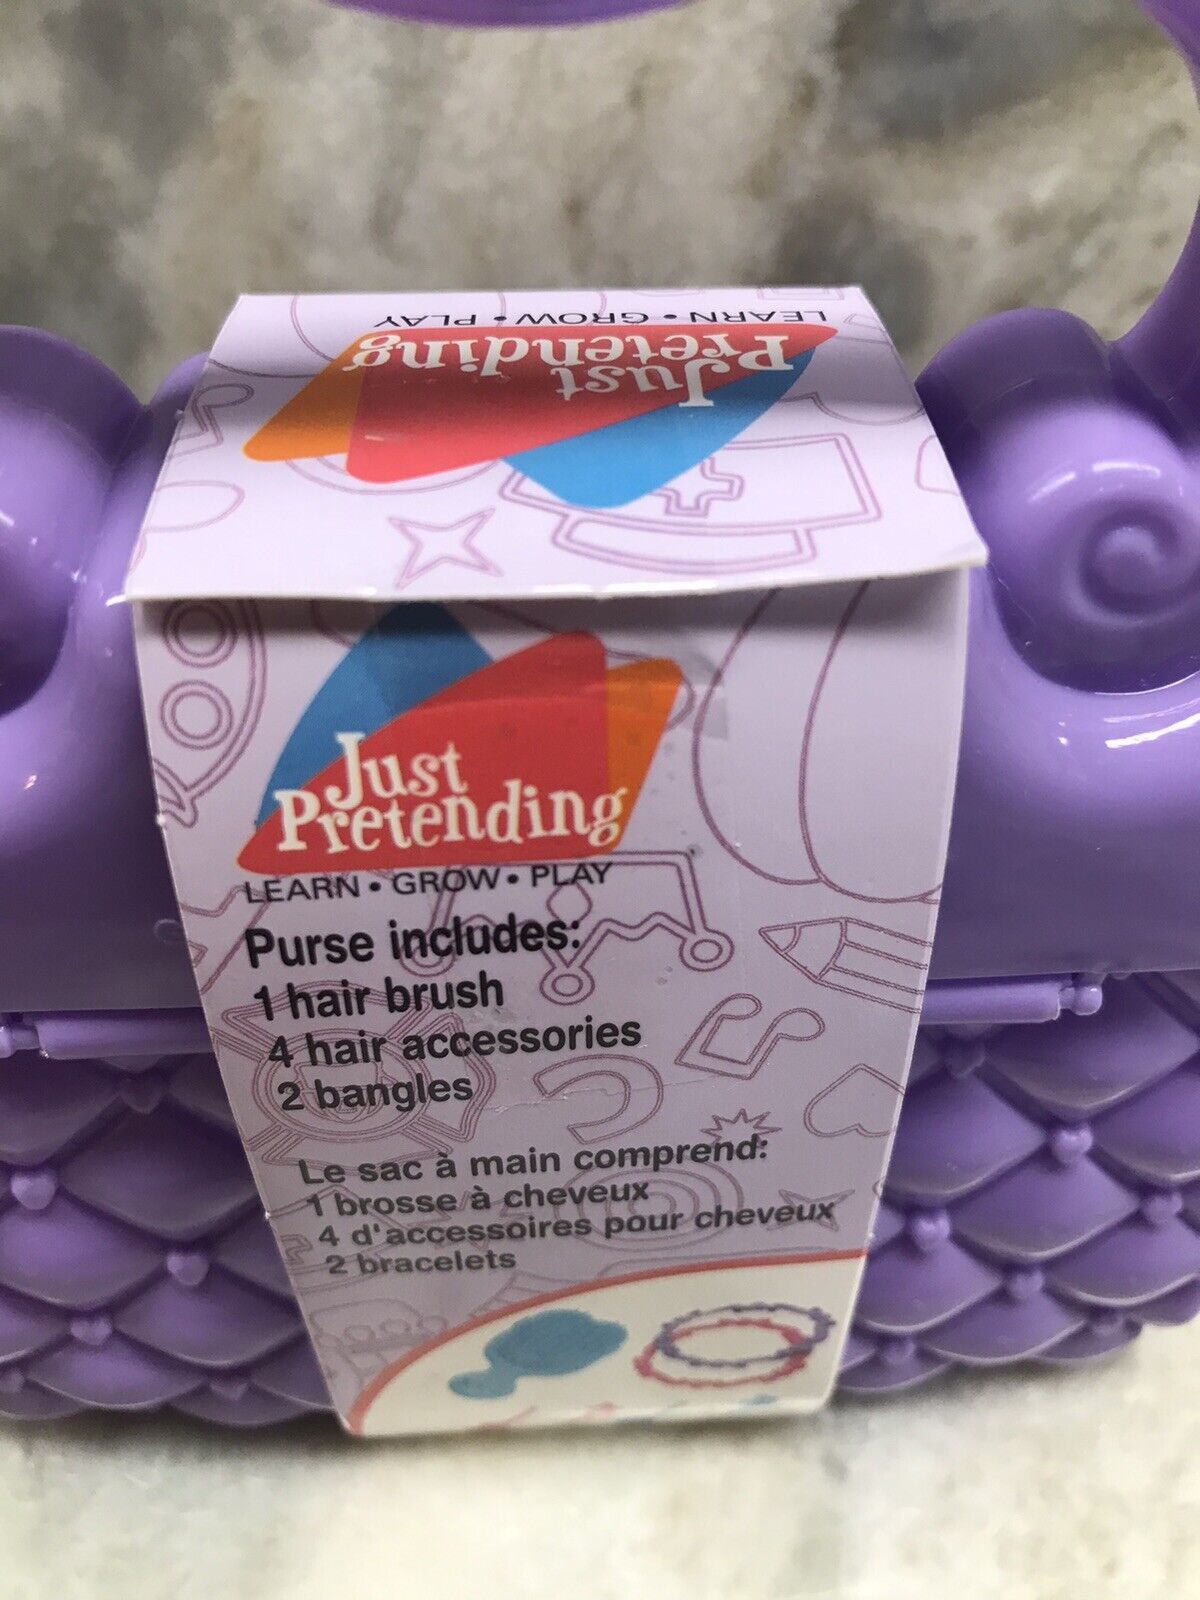 LEARN • GROW • PLAY
Just
Pretending
Just
Pretending
LEARN • GROW • PLAY
Purse includes:
1 hair brush
4 hair accessories
2 bangles
Le sac à main comprend:
1 brosse à cheveux
4 d'accessoires pour cheveux
2 bracelets